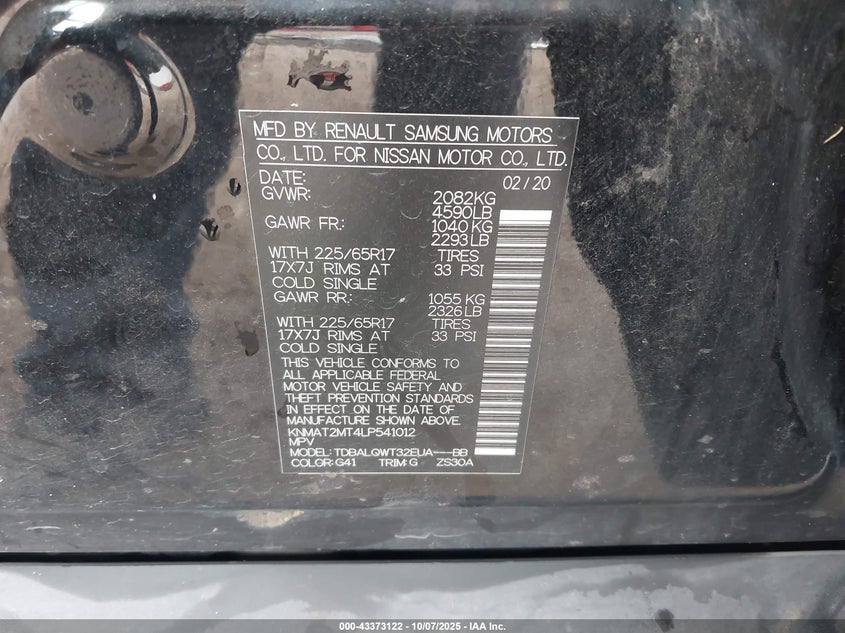 MFD BY RENAULT SAMSUNG MOTORS
CO., LTD. FOR NISSAN MOTOR CO., LTD.
DATE: 02/20
GVWR: 2082KG
4590LB
GAWR FR.: 1040 KG
2293 LB
WITH 225/65R17 TIRES
17X7J RIMS AT 33 PSI
COLD SINGLE
GAWR RR.: 1055 KG
2326LB
WITH 225/65R17 TIRES
17X7J RIMS AT 33 PSI
COLD SINGLE
THIS VEHICLE CONFORMS TO
ALL APPLICABLE FEDERAL
MOTOR VEHICLE SAFETY AND
THEFT PREVENTION STANDARDS
IN EFFECT ON THE DATE OF
MANUFACTURE SHOWN ABOVE.
KNMAT2MT4LP541012
MPV
MODEL: TDBALQWT32EUA---BB
COLOR: G41 TRIM: G ZS30A
000-43373122 - 10/07/2025 - IAA Inc.